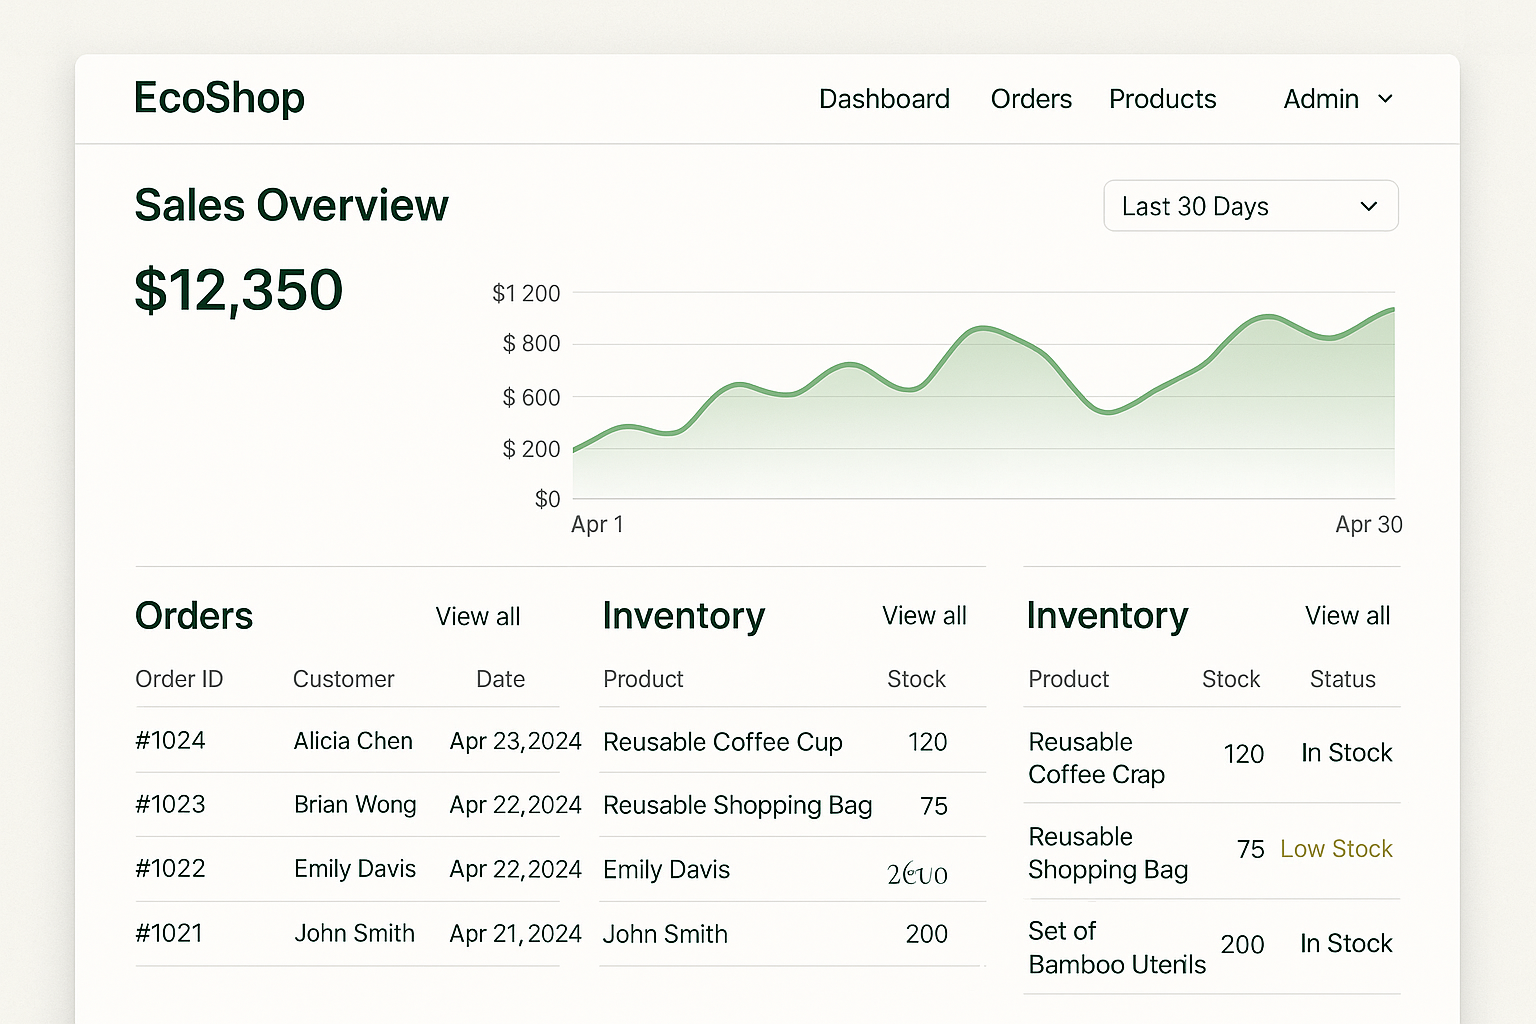 EcoShop
Dashboard Orders Products Admin
Sales Overview
Last 30 Days
$12,350
$1 200
$ 800
$ 600
$ 200
$0
Apr 1 Apr 30
Orders View all
Order ID Customer Date
#1024 Alicia Chen Apr 23,2024
#1023 Brian Wong Apr 22,2024
#1022 Emily Davis Apr 22,2024
#1021 John Smith Apr 21,2024
Inventory View all
Product Stock
Reusable Coffee Cup 120
Reusable Shopping Bag 75
Emily Davis
John Smith 200
Inventory View all
Product Stock Status
Reusable
Coffee Crap 120 In Stock
Reusable
Shopping Bag 75 Low Stock
Set of
Bamboo Utenils 200 In Stock